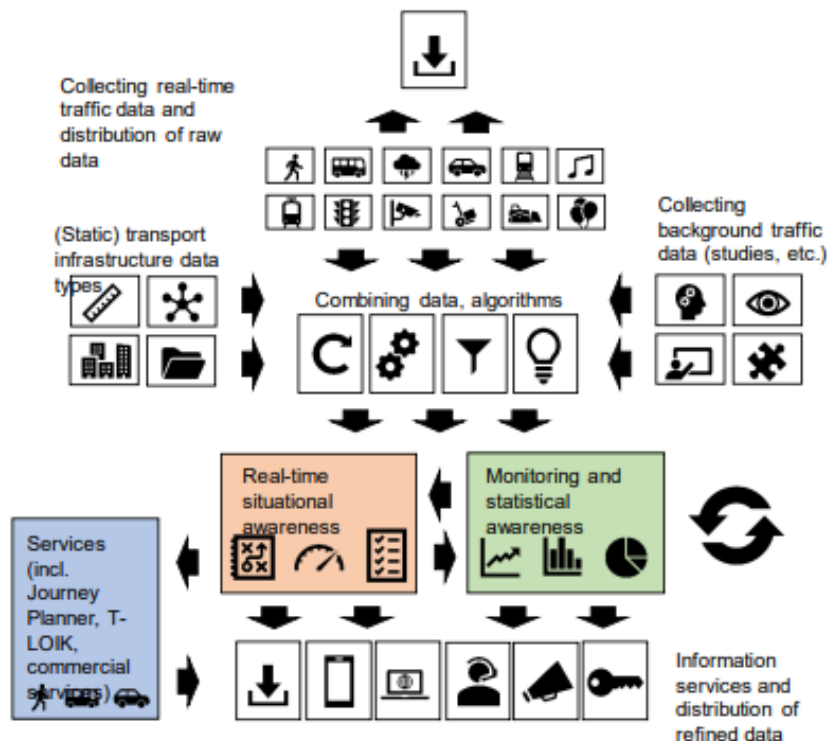 Collecting real-time
traffic data and
distribution of raw
data
(Static) transport
infrastructure data
types
Collecting
background traffic
data (studies, etc.)
Combining data, algorithms
Real-time
situational
awareness
Monitoring and
statistical
awareness
Services
(incl.
Journey
Planner, T-
LOIK,
commercial
services)
Information
services and
distribution of
refined data